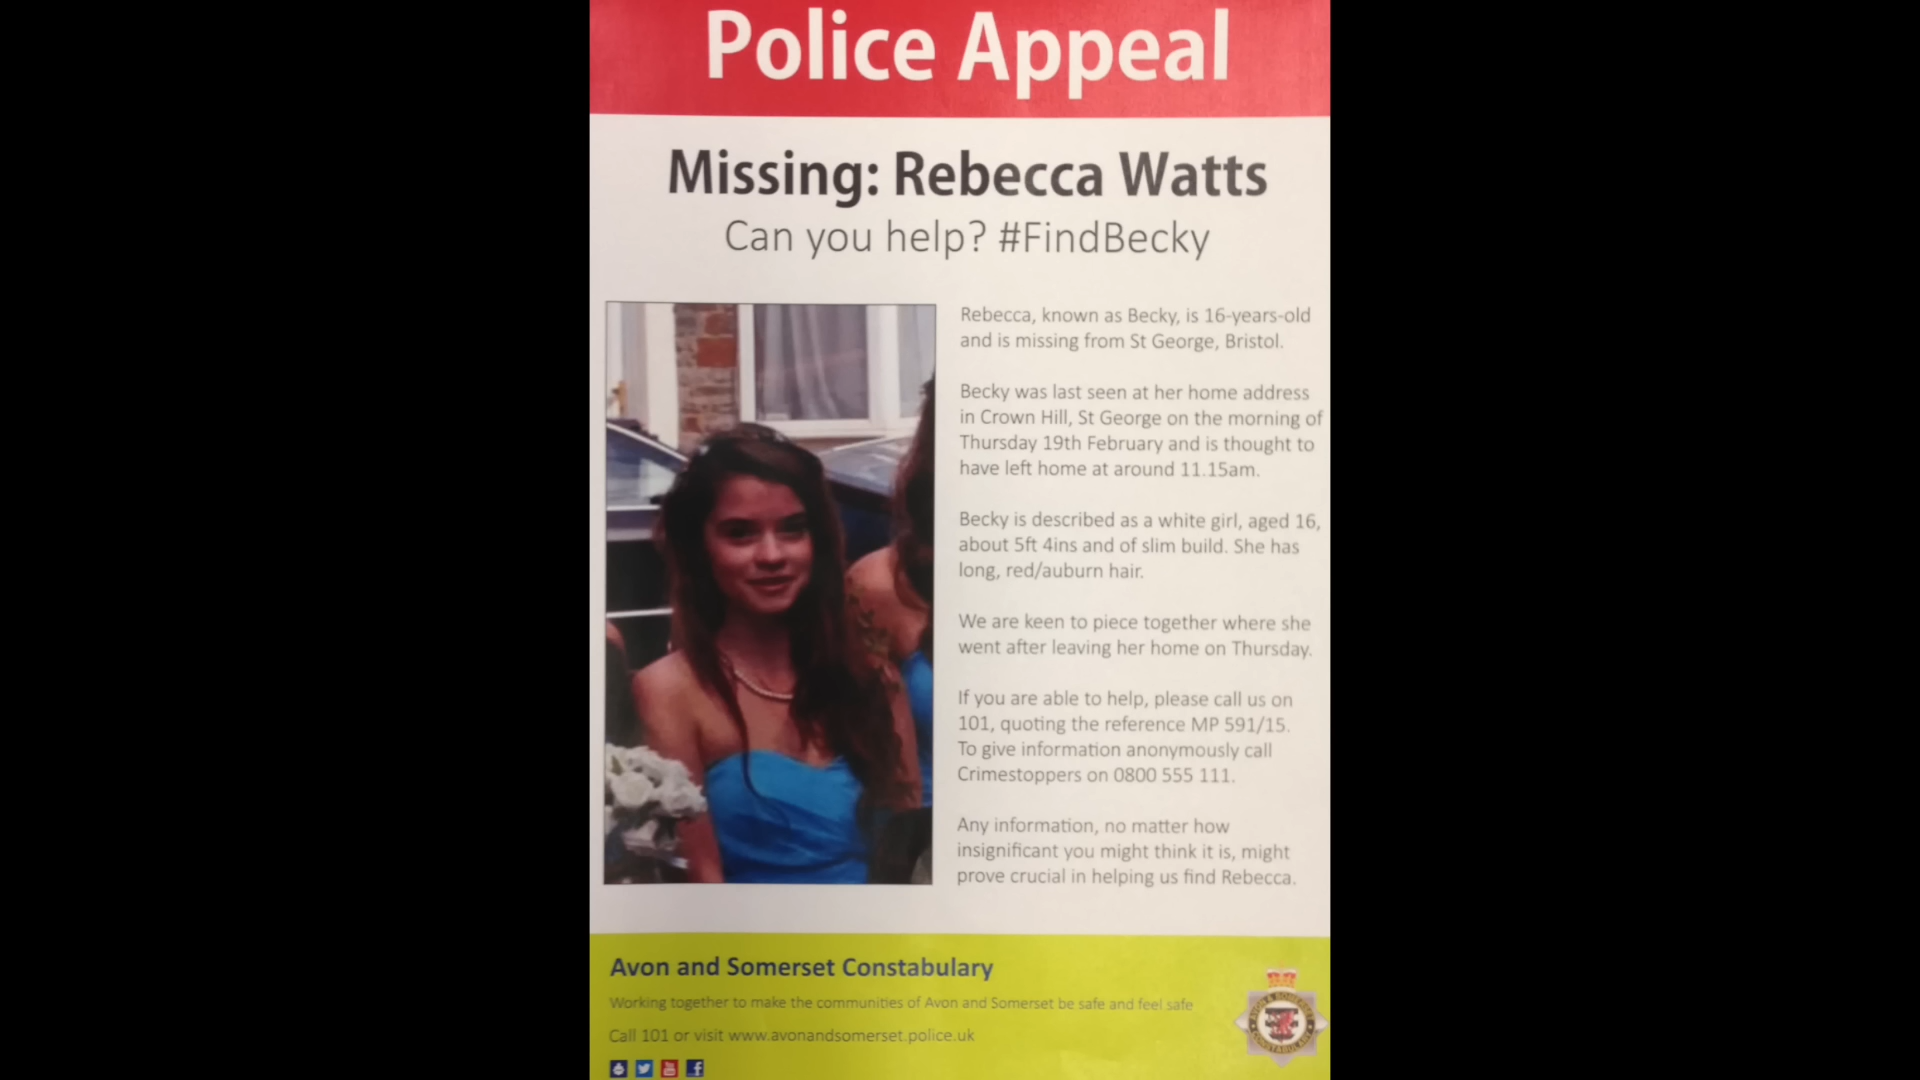 Police Appeal
Missing: Rebecca Watts
Can you help? #FindBecky
Rebecca, known as Becky, is 16-years-old
and is missing from St George, Bristol.
Becky was last seen at her home address
in Crown Hill, St George on the morning of
Thursday 19th February and is thought to
have left home at around 11.15am.
Becky is described as a white girl, aged 16,
about 5ft 4ins and of slim build. She has
long, red/auburn hair.
We are keen to piece together where she
went after leaving her home on Thursday.
If you are able to help, please call us on
101, quoting the reference MP 591/15.
To give information anonymously call
Crimestoppers on 0800 555 111.
Any information, no matter how
insignificant you might think it is, might
prove crucial in helping us find Rebecca.
Avon and Somerset Constabulary
Working together to make the communities of Avon and Somerset be safe and feel safe
Call 101 or visit www.avonandsomerset.police.uk
AVON & SOMERSET
CONSTABULARY